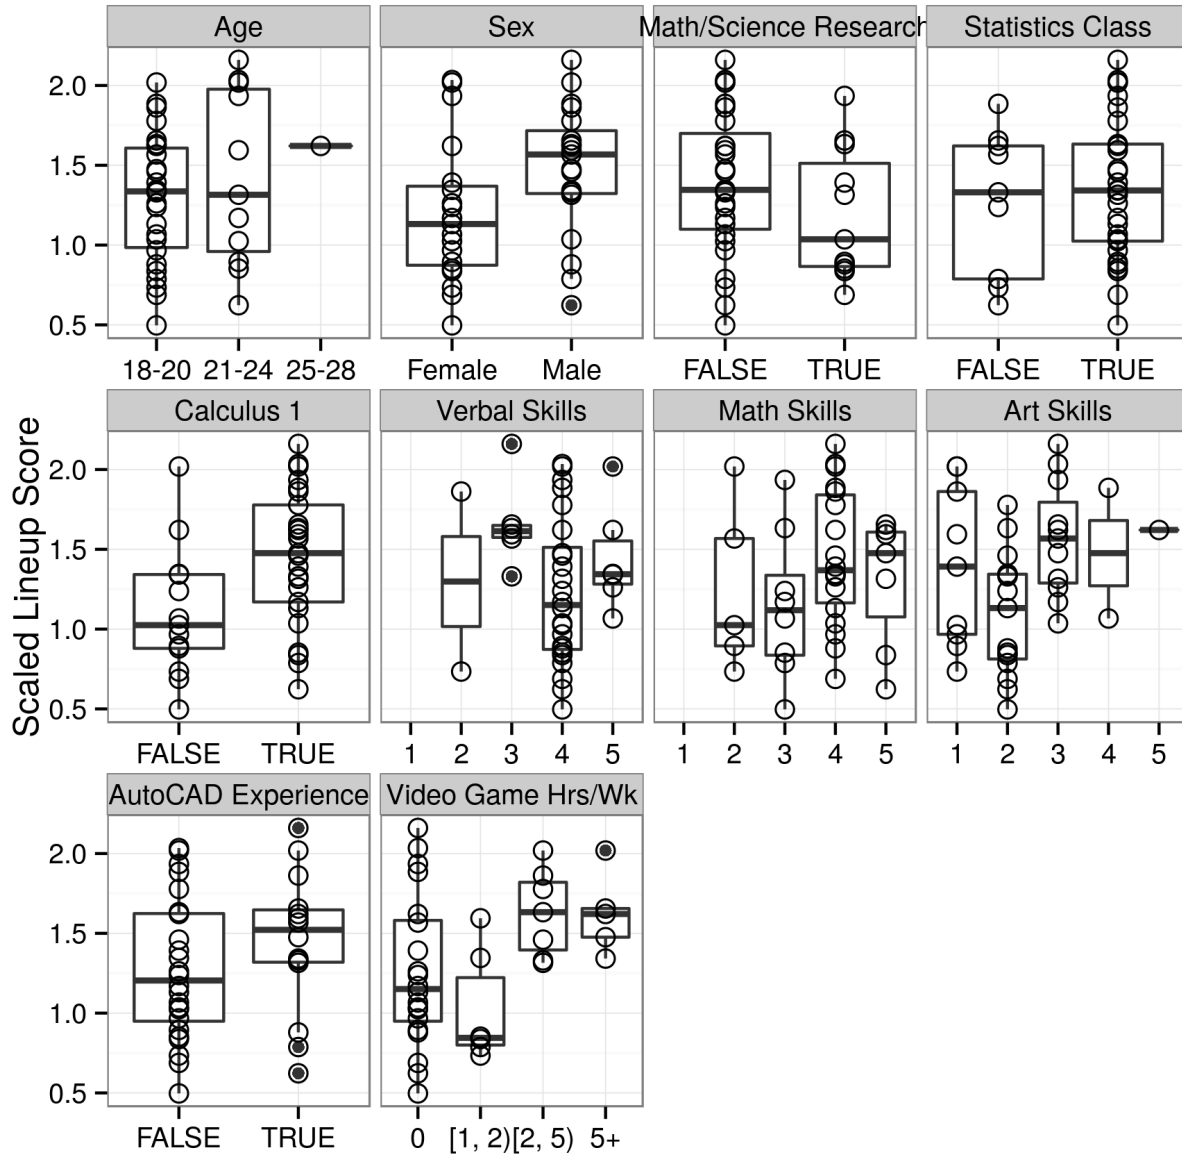 Age
Sex
Math/Science Research
Statistics Class
2.0
1.5
1.0
0.5
18-20 21-24 25-28
Female Male
FALSE TRUE
FALSE TRUE
Scaled Lineup Score
Calculus 1
Verbal Skills
Math Skills
Art Skills
2.0
1.5
1.0
0.5
FALSE TRUE
1 2 3 4 5
1 2 3 4 5
1 2 3 4 5
AutoCAD Experience
Video Game Hrs/Wk
2.0
1.5
1.0
0.5
FALSE TRUE
0 [1, 2) [2, 5) 5+